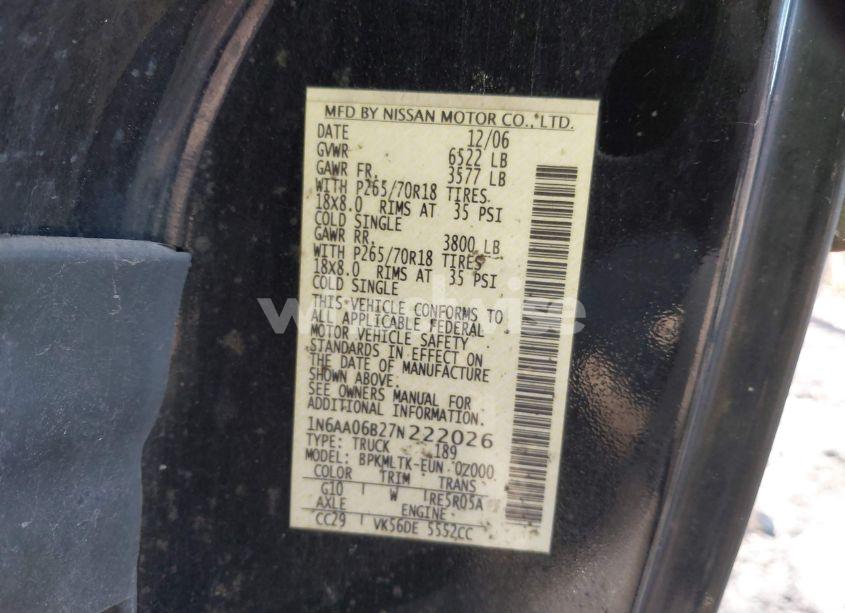 MFD BY NISSAN MOTOR CO., LTD.
DATE 12/06
GVWR 6522 LB
GAWR FR. 3577 LB
WITH P265/70R18 TIRES
18X8.0 RIMS AT 35 PSI
COLD SINGLE
GAWR RR. 3800 LB
WITH P265/70R18 TIRES
18X8.0 RIMS AT 35 PSI
COLD SINGLE
THIS VEHICLE CONFORMS TO
ALL APPLICABLE FEDERAL
MOTOR VEHICLE SAFETY
STANDARDS IN EFFECT ON
THE DATE OF MANUFACTURE
SHOWN ABOVE.
SEE OWNERS MANUAL FOR
ADDITIONAL INFORMATION.
1N6AA06B27N222026
TYPE: TRUCK 189
MODEL: BPKMLTK-EUN 02000
COLOR TRIM TRANS
G10 W RE5R05A
AXLE ENGINE
CC29 VK56DE 5552CC